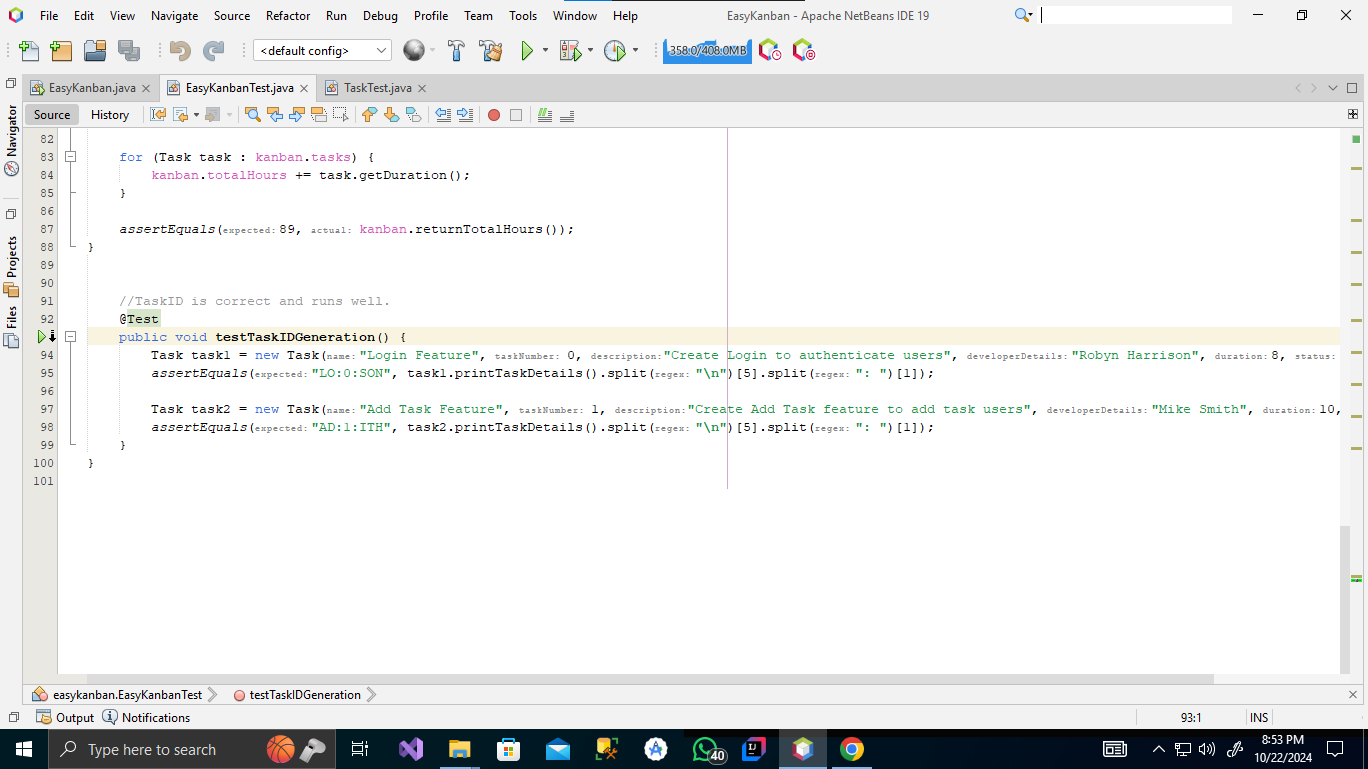 File Edit View Navigate Source Refactor Run Debug Profile Team Tools Window Help EasyKanban - Apache NetBeans IDE 19
<default config> 358.0/408.0MB
EasyKanban.java EasyKanbanTest.java TaskTest.java
Source History
Navigator
Projects
Files
82
83 for (Task task : kanban.tasks) {
84 kanban.totalHours += task.getDuration();
85 }
86
87 assertEquals(expected: 89, actual: kanban.returnTotalHours());
88 }
89
90
91 //TaskID is correct and runs well.
92 @Test
public void testTaskIDGeneration() {
94 Task task1 = new Task(name: "Login Feature", taskNumber: 0, description: "Create Login to authenticate users", developerDetails: "Robyn Harrison", duration: 8, status:
95 assertEquals(expected: "LO:0:SON", task1.printTaskDetails().split(regex: "\n")[5].split(regex: ": ")[1]);
96
97 Task task2 = new Task(name: "Add Task Feature", taskNumber: 1, description: "Create Add Task feature to add task users", developerDetails: "Mike Smith", duration: 10,
98 assertEquals(expected: "AD:1:ITH", task2.printTaskDetails().split(regex: "\n")[5].split(regex: ": ")[1]);
99 }
100 }
101
easykanban.EasyKanbanTest testTaskIDGeneration
Output Notifications 93:1 INS
Type here to search 40 8:53 PM
10/22/2024